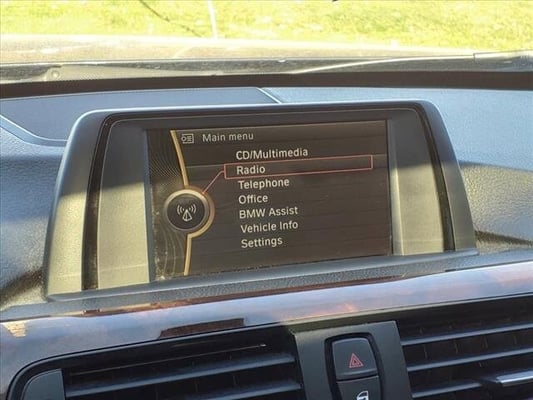 Main menu
CD/Multimedia
Radio
Telephone
Office
BMW Assist
Vehicle Info
Settings